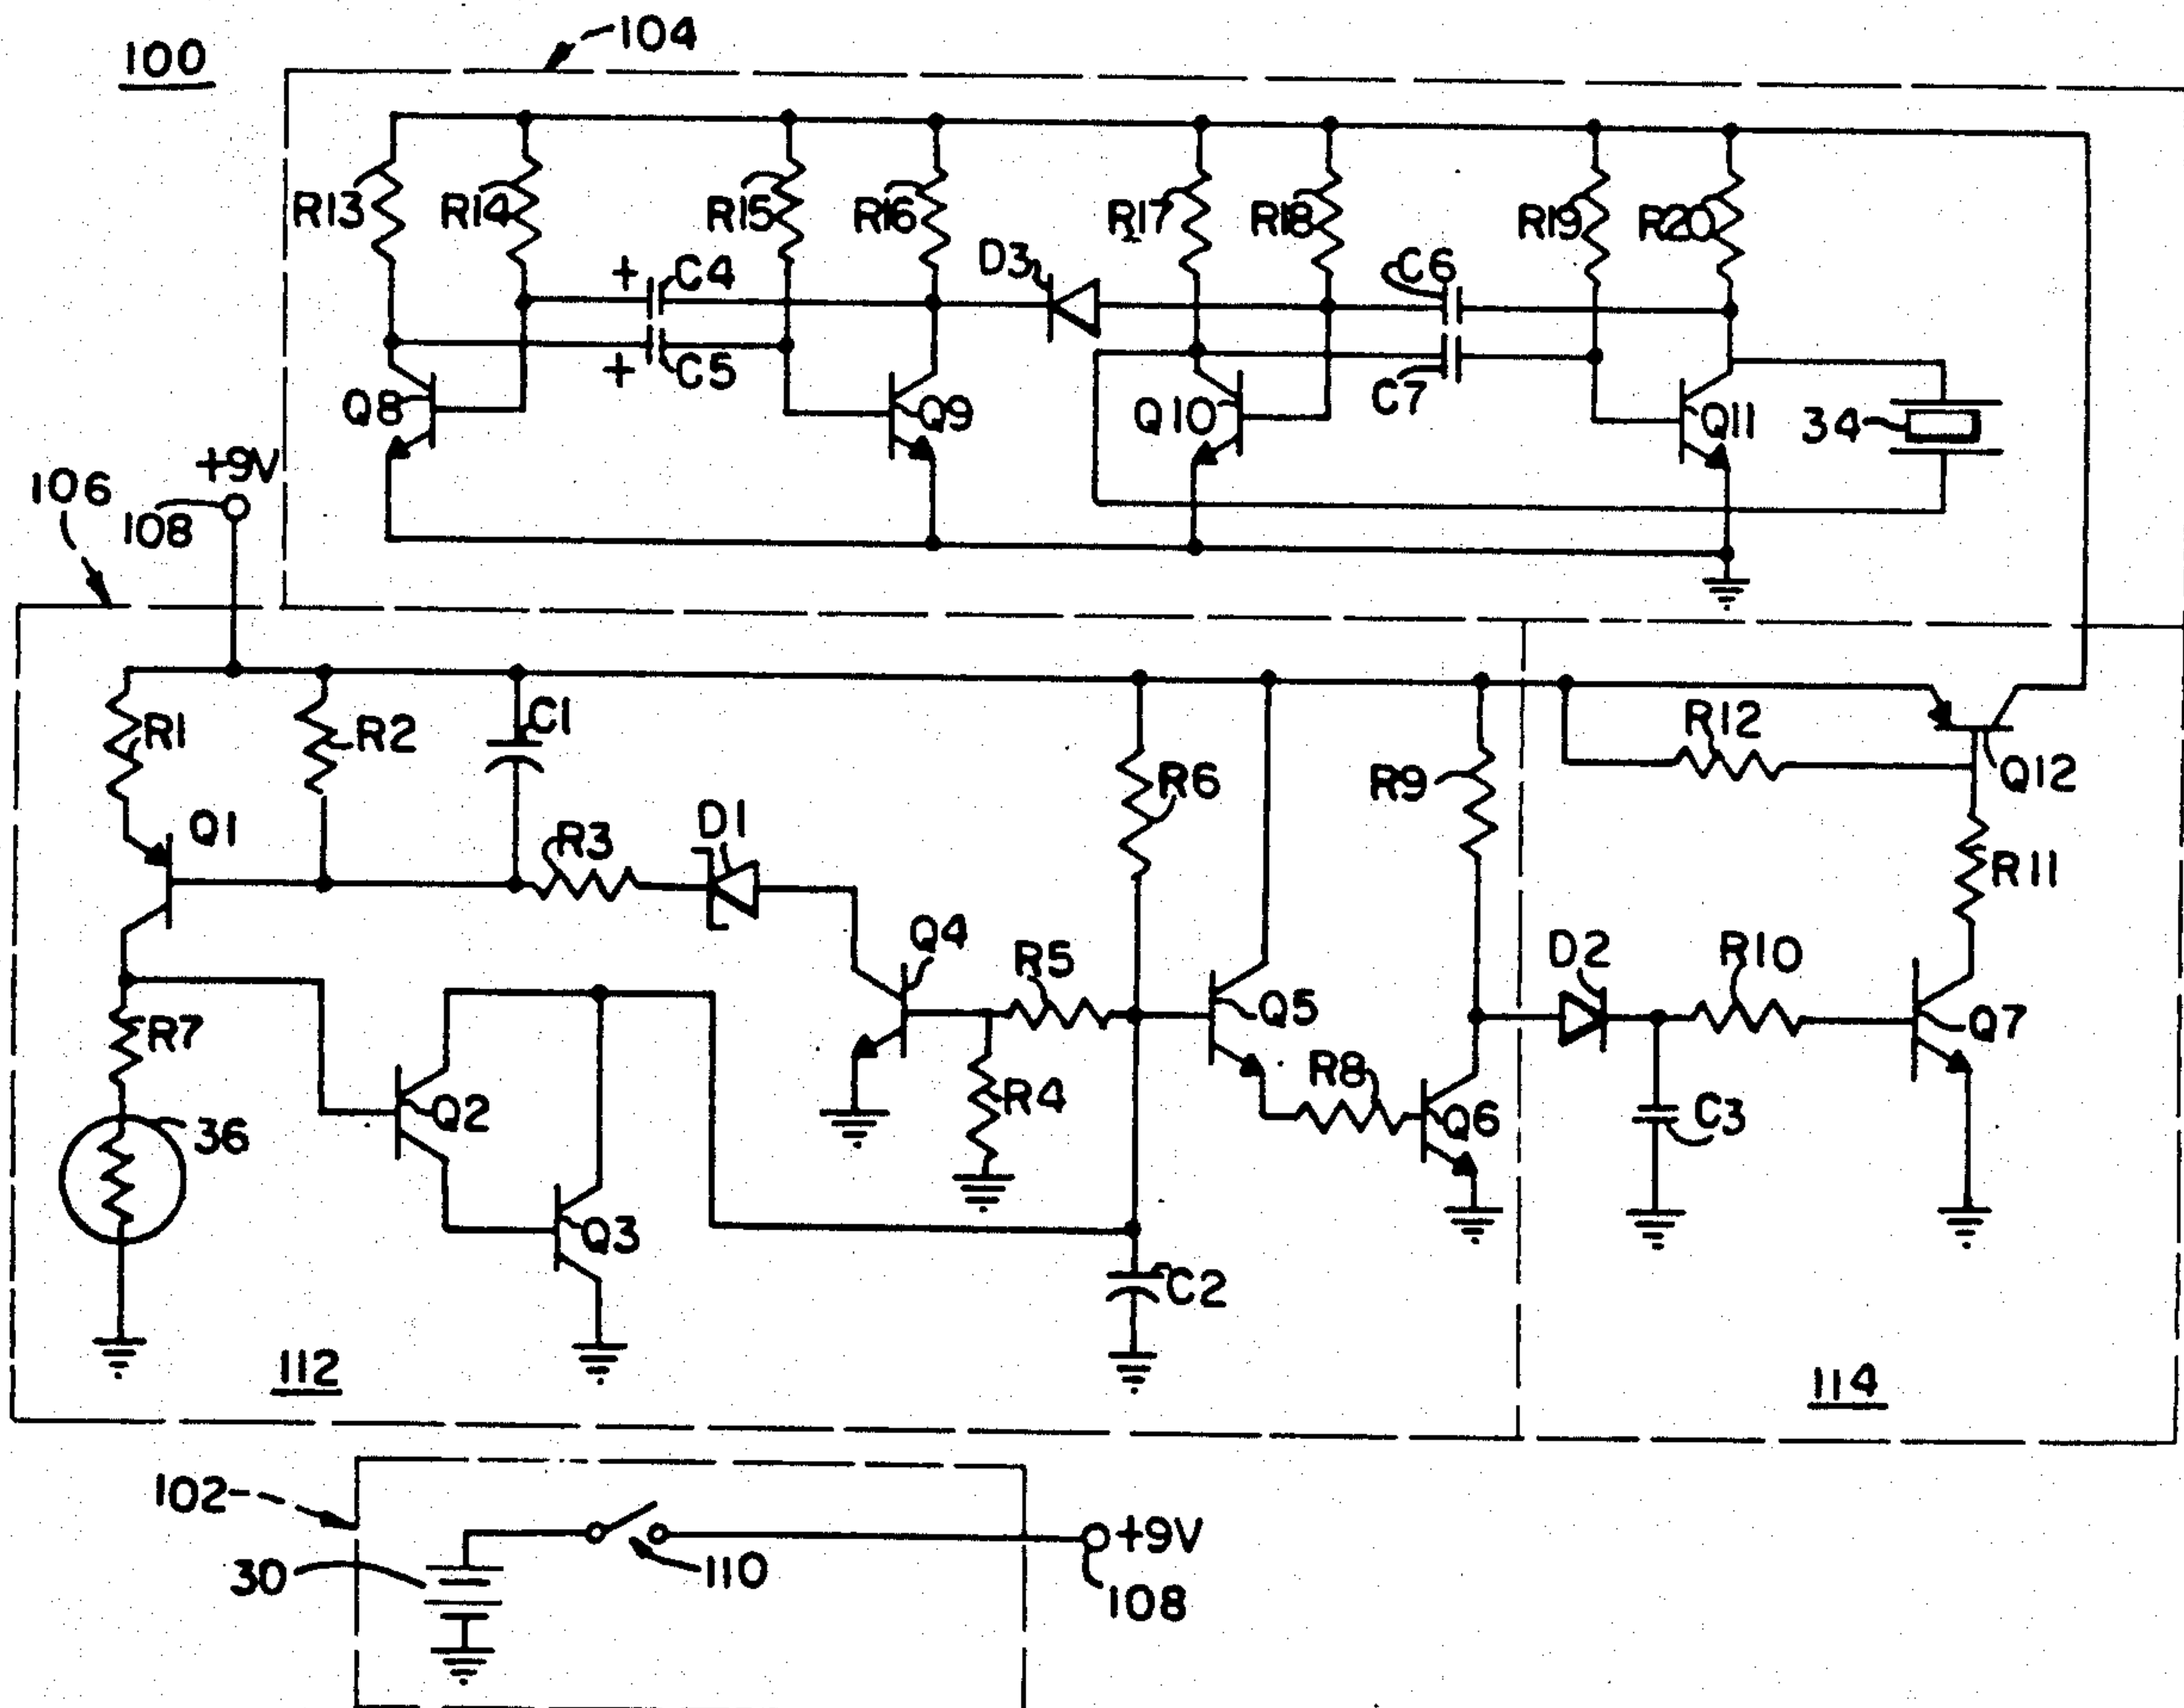 100
104
R13
R14
R15
R16
R17
R18
R19
R20
+ C4
+ C5
D3
C6
C7
Q8
Q9
Q10
Q11
34
106
+9V
108
R1
R2
C1
R6
R9
R12
Q12
Q1
R3
D1
R11
Q4
R5
Q5
D2
R10
Q7
R7
36
Q2
R4
R8
Q6
C3
Q3
C2
112
114
102
30
110
+9V
108